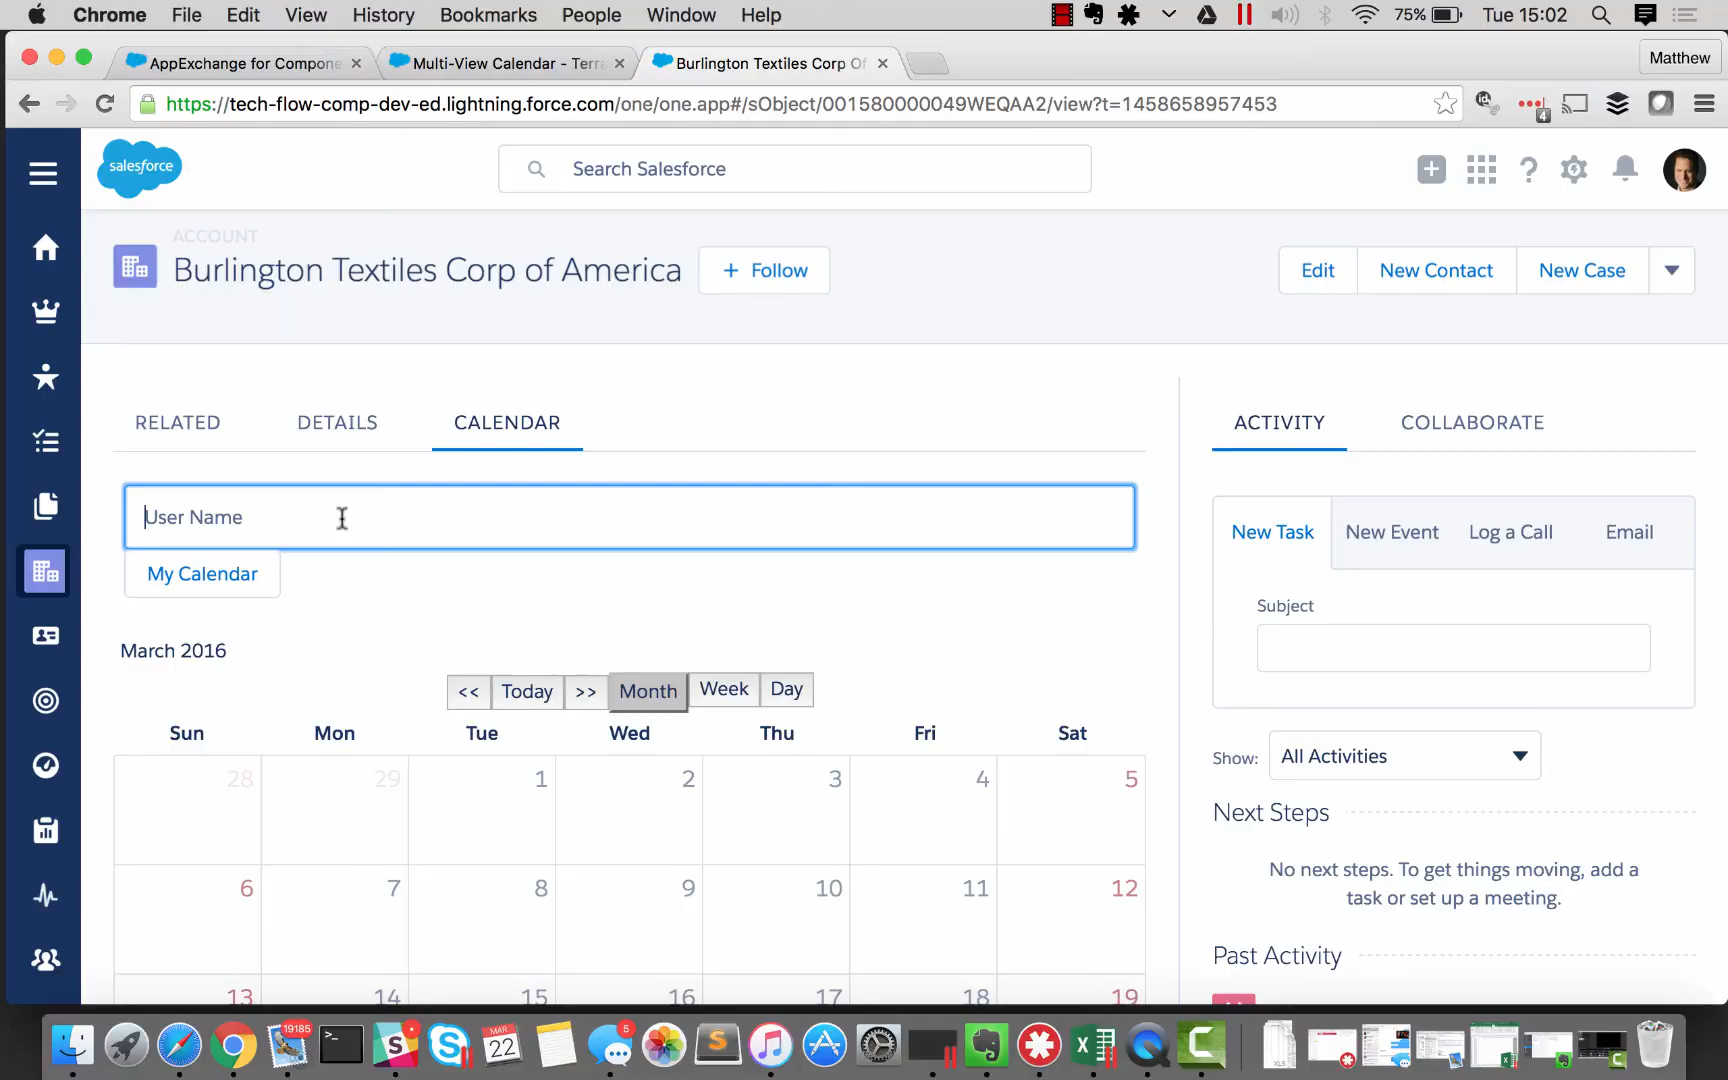 Chrome File Edit View History Bookmarks People Window Help 75% Tue 15:02
AppExchange for Compone Multi-View Calendar - Terra Burlington Textiles Corp Of Matthew
https://tech-flow-comp-dev-ed.lightning.force.com/one/one.app#/sObject/001580000049WEQAA2/view?t=1458658957453
4
salesforce Search Salesforce
ACCOUNT
Burlington Textiles Corp of America + Follow Edit New Contact New Case
RELATED DETAILS CALENDAR ACTIVITY COLLABORATE
User Name
My Calendar
New Task New Event Log a Call Email
Subject
March 2016
<< Today >> Month Week Day
Sun Mon Tue Wed Thu Fri Sat
28 29 1 2 3 4 5
6 7 8 9 10 11 12
13 14 15 16 17 18 19
Show: All Activities
Next Steps
No next steps. To get things moving, add a
task or set up a meeting.
Past Activity
19185 MAR 22 5